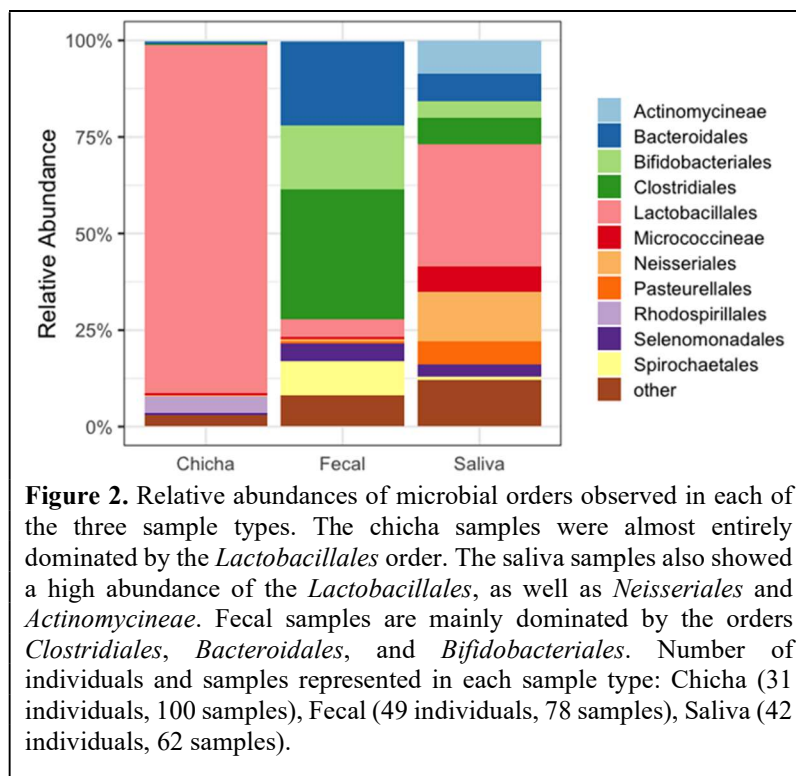 100%
75%
50%
25%
0%
Relative Abundance
Chicha Fecal Saliva
Actinomycineae
Bacteroidales
Bifidobacteriales
Clostridiales
Lactobacillales
Micrococcineae
Neisseriales
Pasteurellales
Rhodospirillales
Selenomonadales
Spirochaetales
other
Figure 2. Relative abundances of microbial orders observed in each of
the three sample types. The chicha samples were almost entirely
dominated by the Lactobacillales order. The saliva samples also showed
a high abundance of the Lactobacillales, as well as Neisseriales and
Actinomycineae. Fecal samples are mainly dominated by the orders
Clostridiales, Bacteroidales, and Bifidobacteriales. Number of
individuals and samples represented in each sample type: Chicha (31
individuals, 100 samples), Fecal (49 individuals, 78 samples), Saliva (42
individuals, 62 samples).